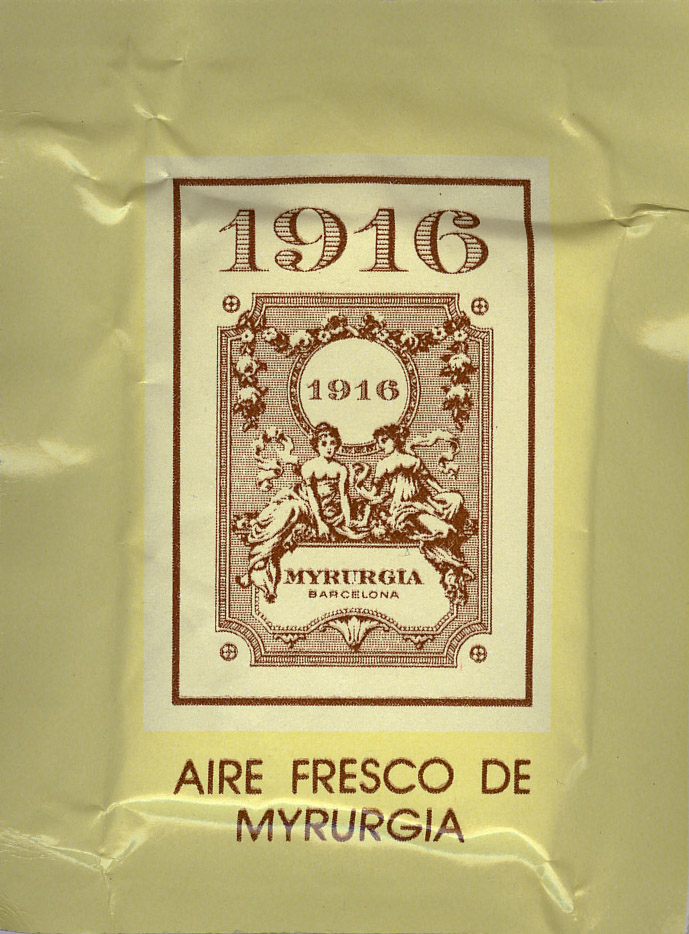 1916
1916
MYRURGIA
BARCELONA
AIRE FRESCO DE
MYRURGIA